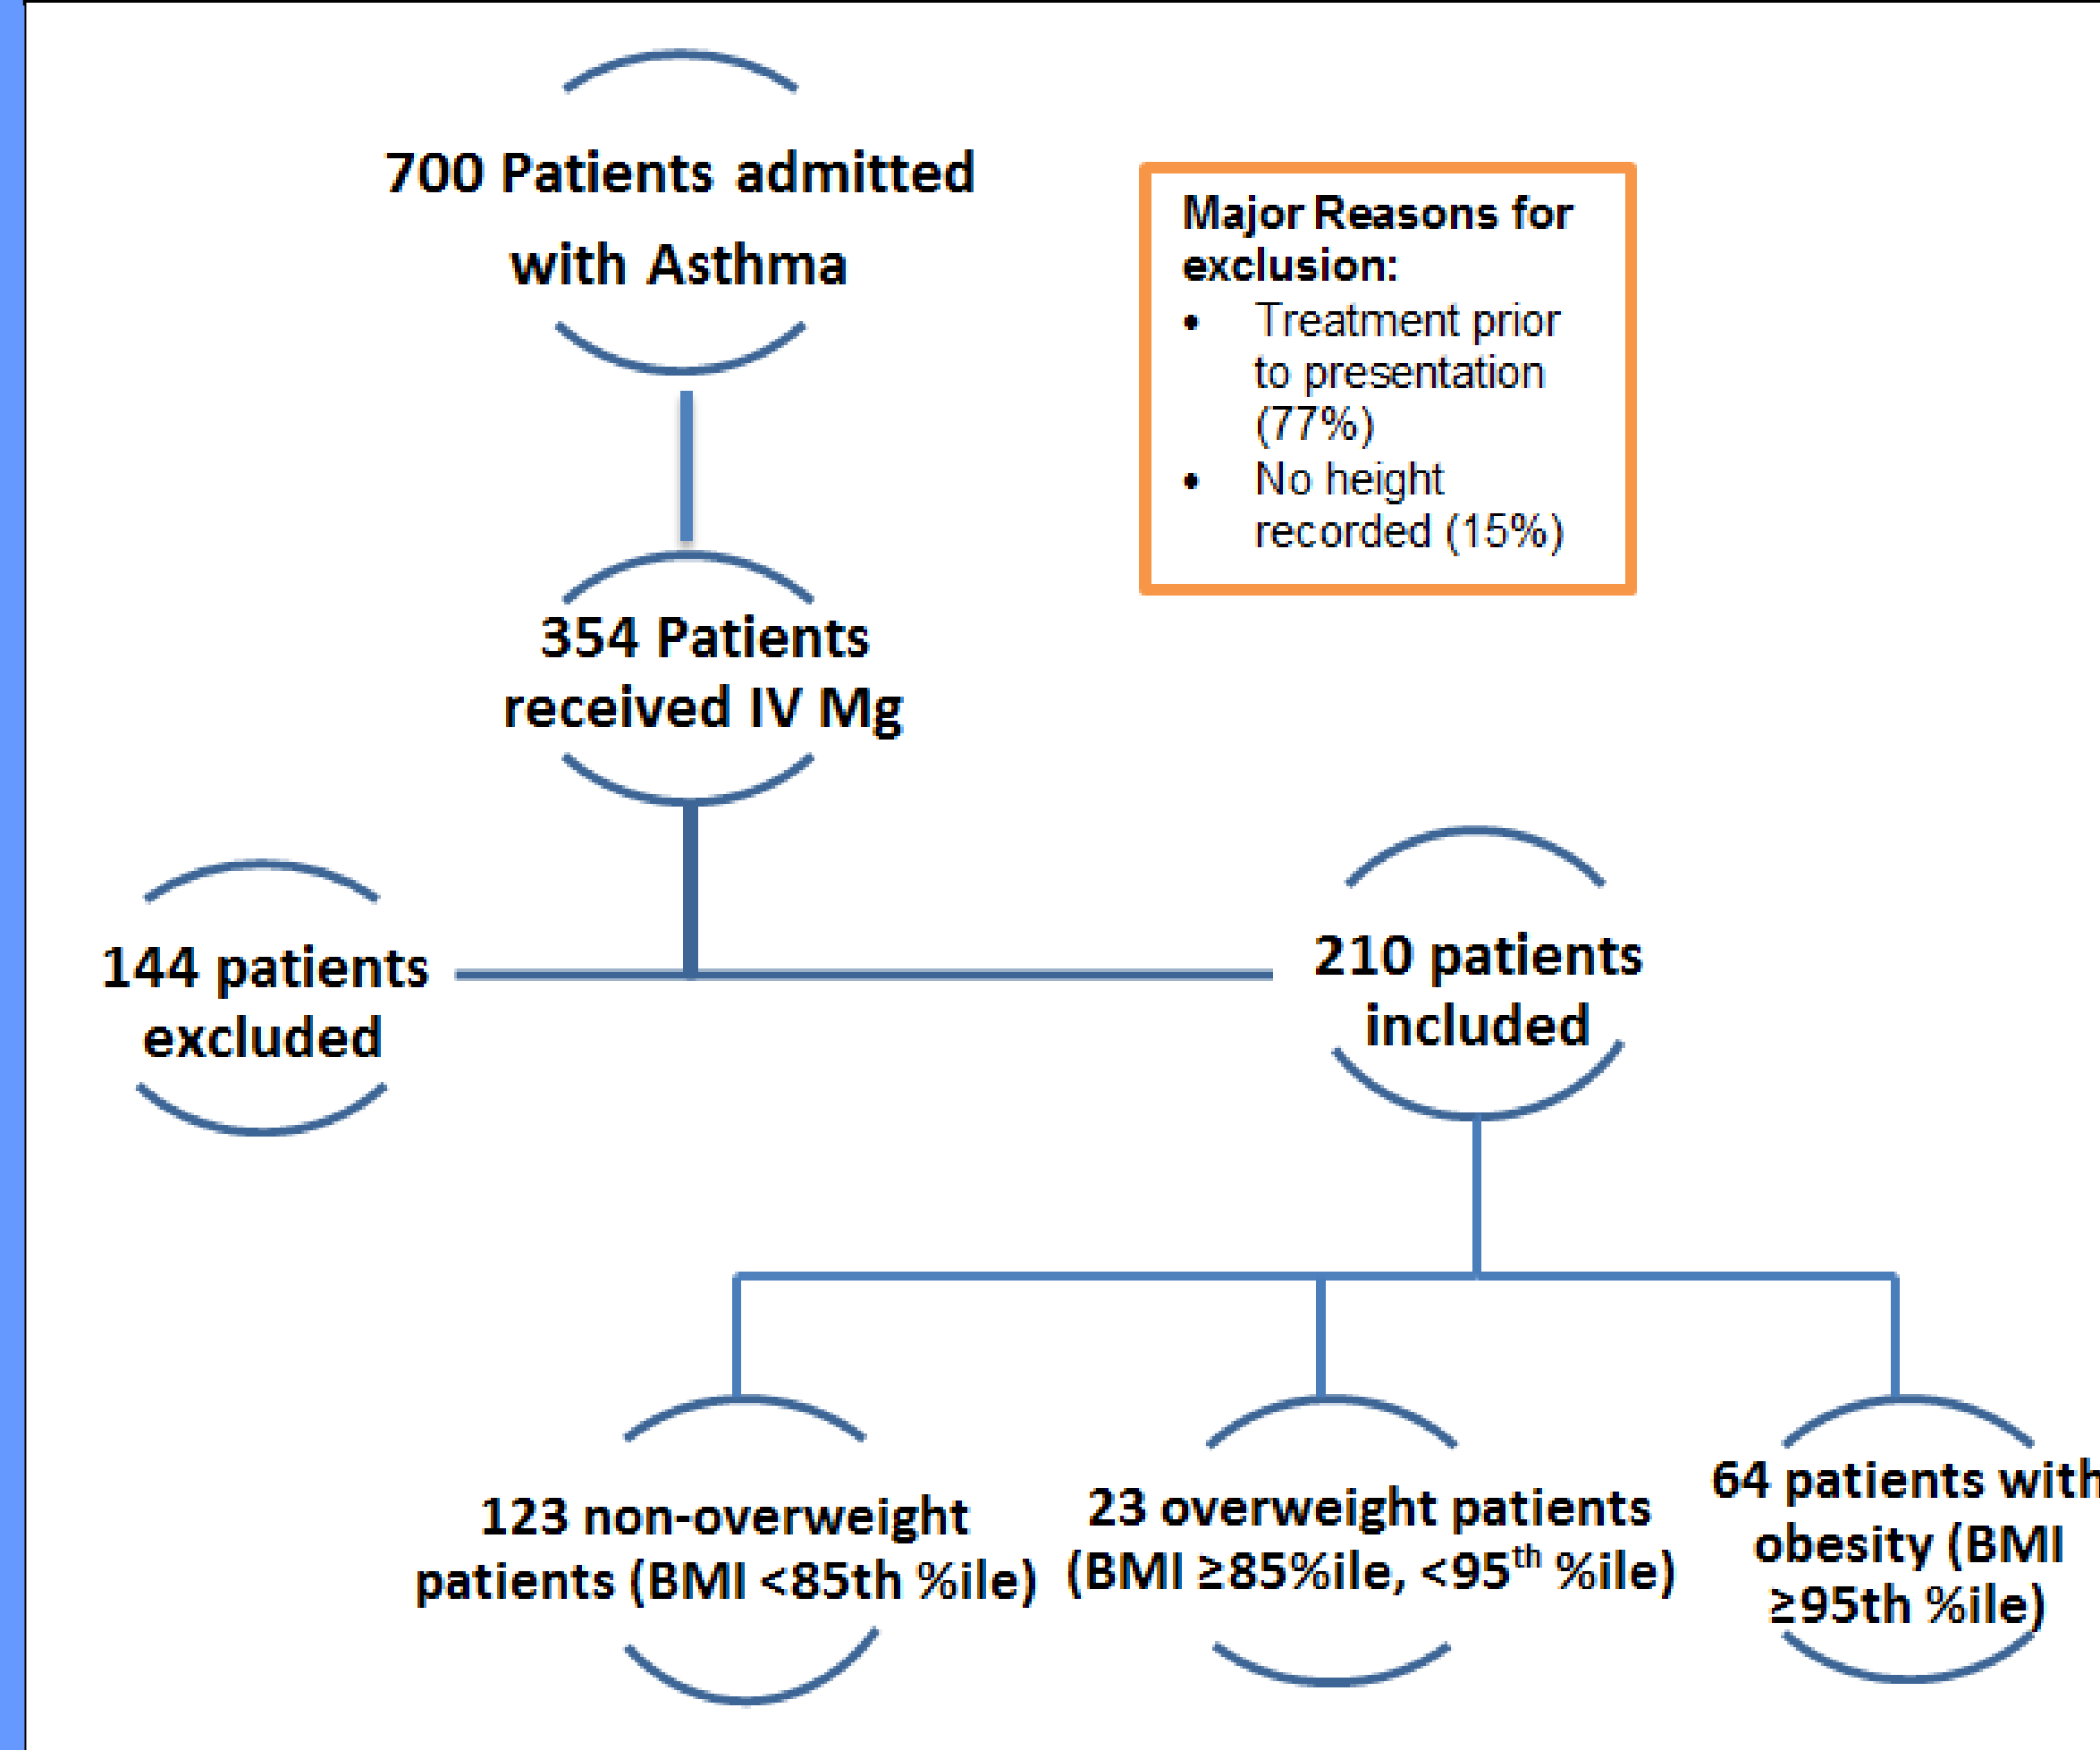 700 Patients admitted
with Asthma
Major Reasons for
exclusion:
• Treatment prior
to presentation
(77%)
• No height
recorded (15%)
354 Patients
received IV Mg
144 patients
excluded
210 patients
included
123 non-overweight
patients (BMI <85th %ile)
23 overweight patients
(BMI ≥85%ile, <95th %ile)
64 patients with
obesity (BMI
≥95th %ile)